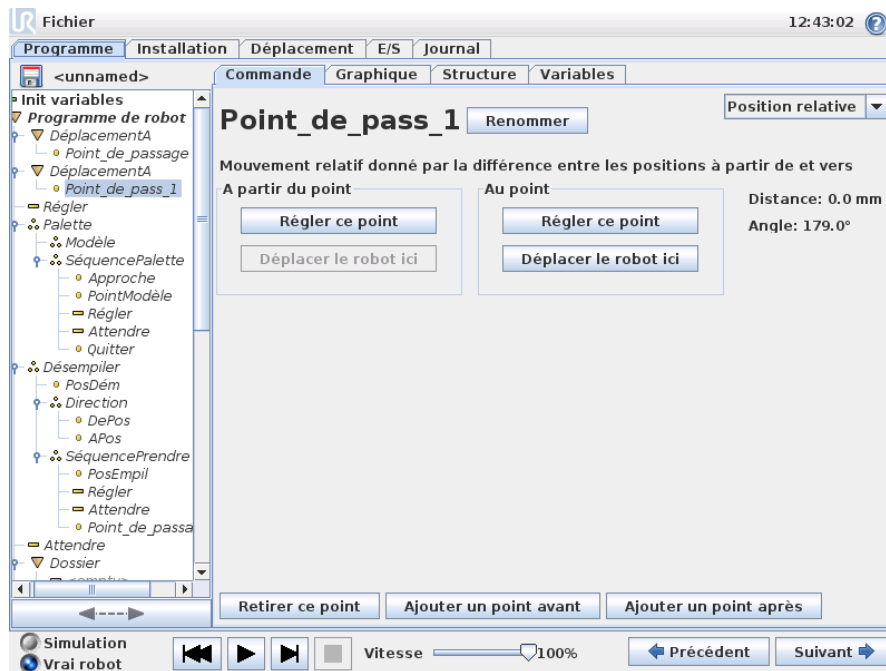 UR Fichier 12:43:02 ?
Programme Installation Déplacement E/S Journal
<unnamed>
Commande Graphique Structure Variables
Init variables
Programme de robot
DéplacementA
Point_de_passage
DéplacementA
Point_de_pass_1
Régler
Palette
Modèle
SéquencePalette
Approche
PointModèle
Régler
Attendre
Quitter
Désempiler
PosDém
Direction
DePos
APos
SéquencePrendre
PosEmpil
Régler
Attendre
Point_de_passa
Attendre
Dossier
<empty>
Point_de_pass_1 Renommer Position relative
Mouvement relatif donné par la différence entre les positions à partir de et vers
A partir du point
Régler ce point
Déplacer le robot ici
Au point
Régler ce point
Déplacer le robot ici
Distance: 0.0 mm
Angle: 179.0°
Retirer ce point Ajouter un point avant Ajouter un point après
Simulation
Vrai robot
Vitesse 100% Précédent Suivant